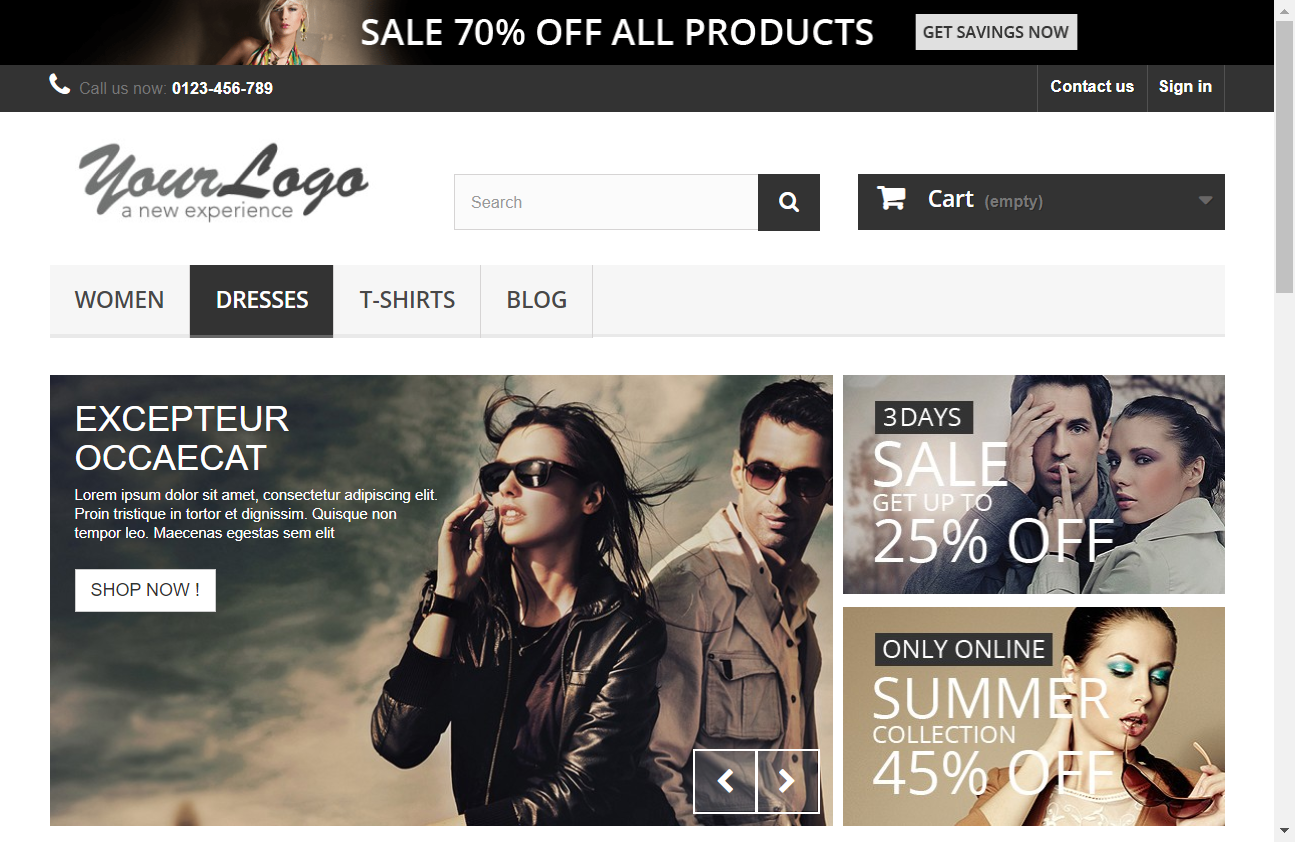 SALE 70% OFF ALL PRODUCTS
GET SAVINGS NOW
Call us now: 0123-456-789
Contact us
Sign in
YourLogo
a new experience
Search
Cart (empty)
WOMEN
DRESSES
T-SHIRTS
BLOG
EXCEPTEUR
OCCAECAT
Lorem ipsum dolor sit amet, consectetur adipiscing elit.
Proin tristique in tortor et dignissim. Quisque non
tempor leo. Maecenas egestas sem elit
SHOP NOW !
3 DAYS
SALE
GET UP TO
25% OFF
ONLY ONLINE
SUMMER
COLLECTION
45% OFF